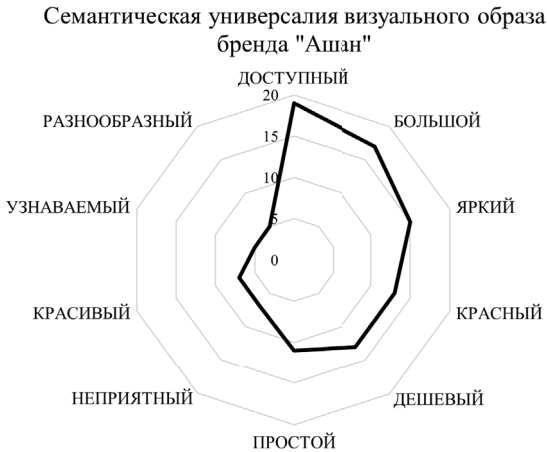 Семантическая универсалия визуального образа
бренда "Ашан"
ДОСТУПНЫЙ
20
РАЗНООБРАЗНЫЙ
БОЛЬШОЙ
15
10
УЗНАВАЕМЫЙ
ЯРКИЙ
5
0
КРАСИВЫЙ
КРАСНЫЙ
НЕПРИЯТНЫЙ
ДЕШЕВЫЙ
ПРОСТОЙ